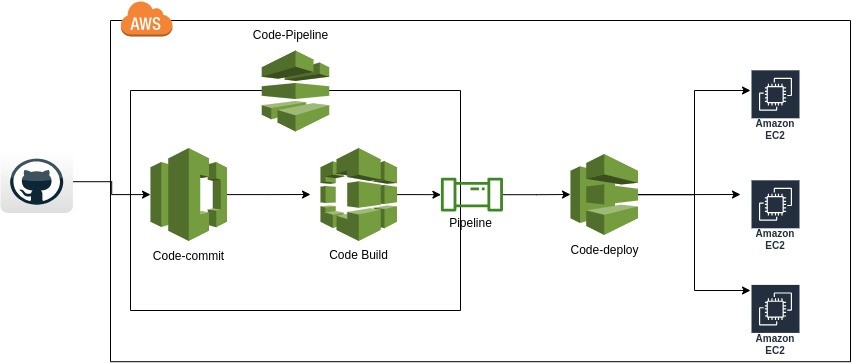 AWS
Code-Pipeline
Code-commit
Code Build
Pipeline
Code-deploy
Amazon
EC2
Amazon
EC2
Amazon
EC2